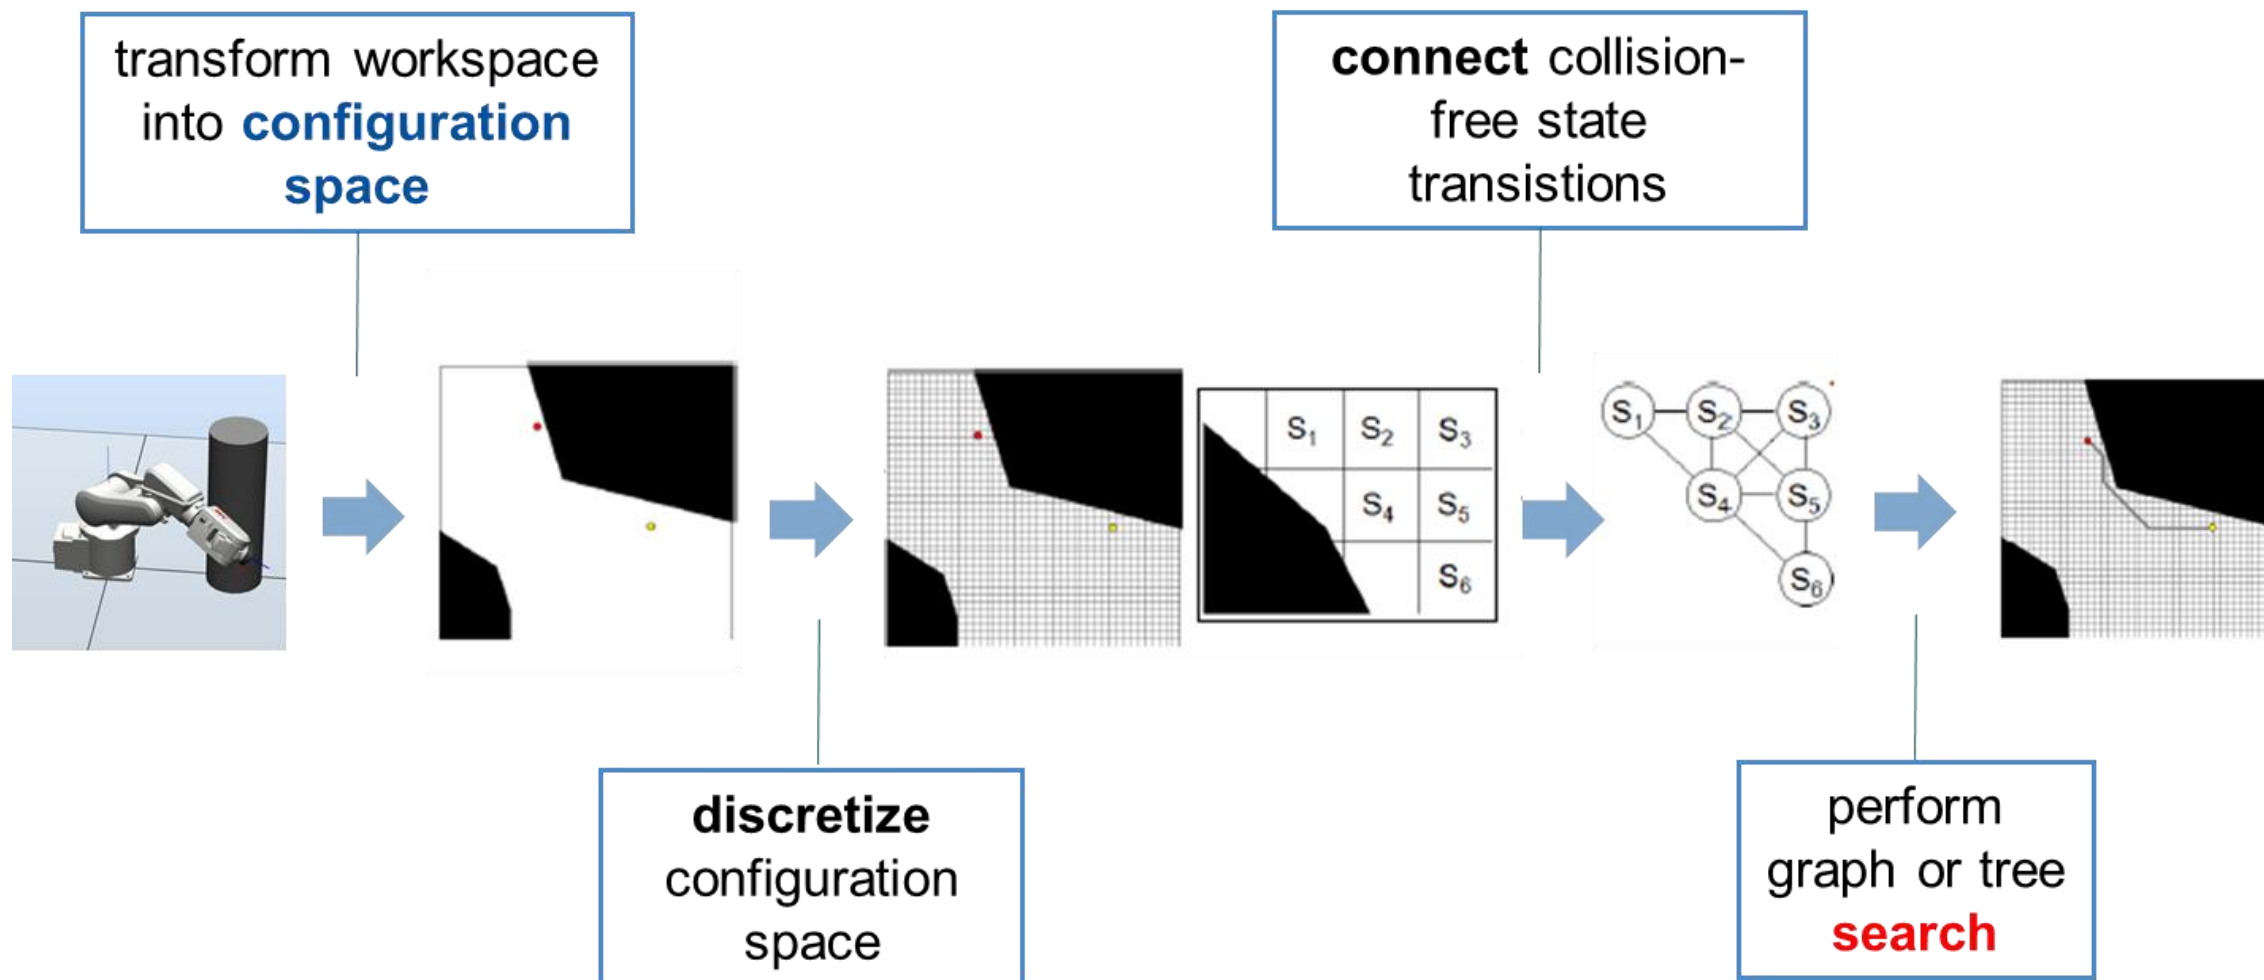 transform workspace
into configuration
space
connect collision-
free state
transistions
S1 S2 S3
S4 S5
S6
S1 S2 S3
S4 S5
S6
discretize
configuration
space
perform
graph or tree
search